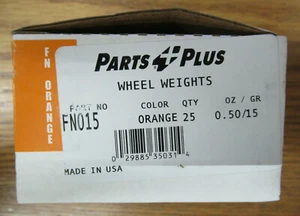 FN ORANGE
PARTS PLUS
WHEEL WEIGHTS
PART NO COLOR QTY OZ / GR
FN015 ORANGE 25 0.50/15
0 29885 35031 4
MADE IN USA